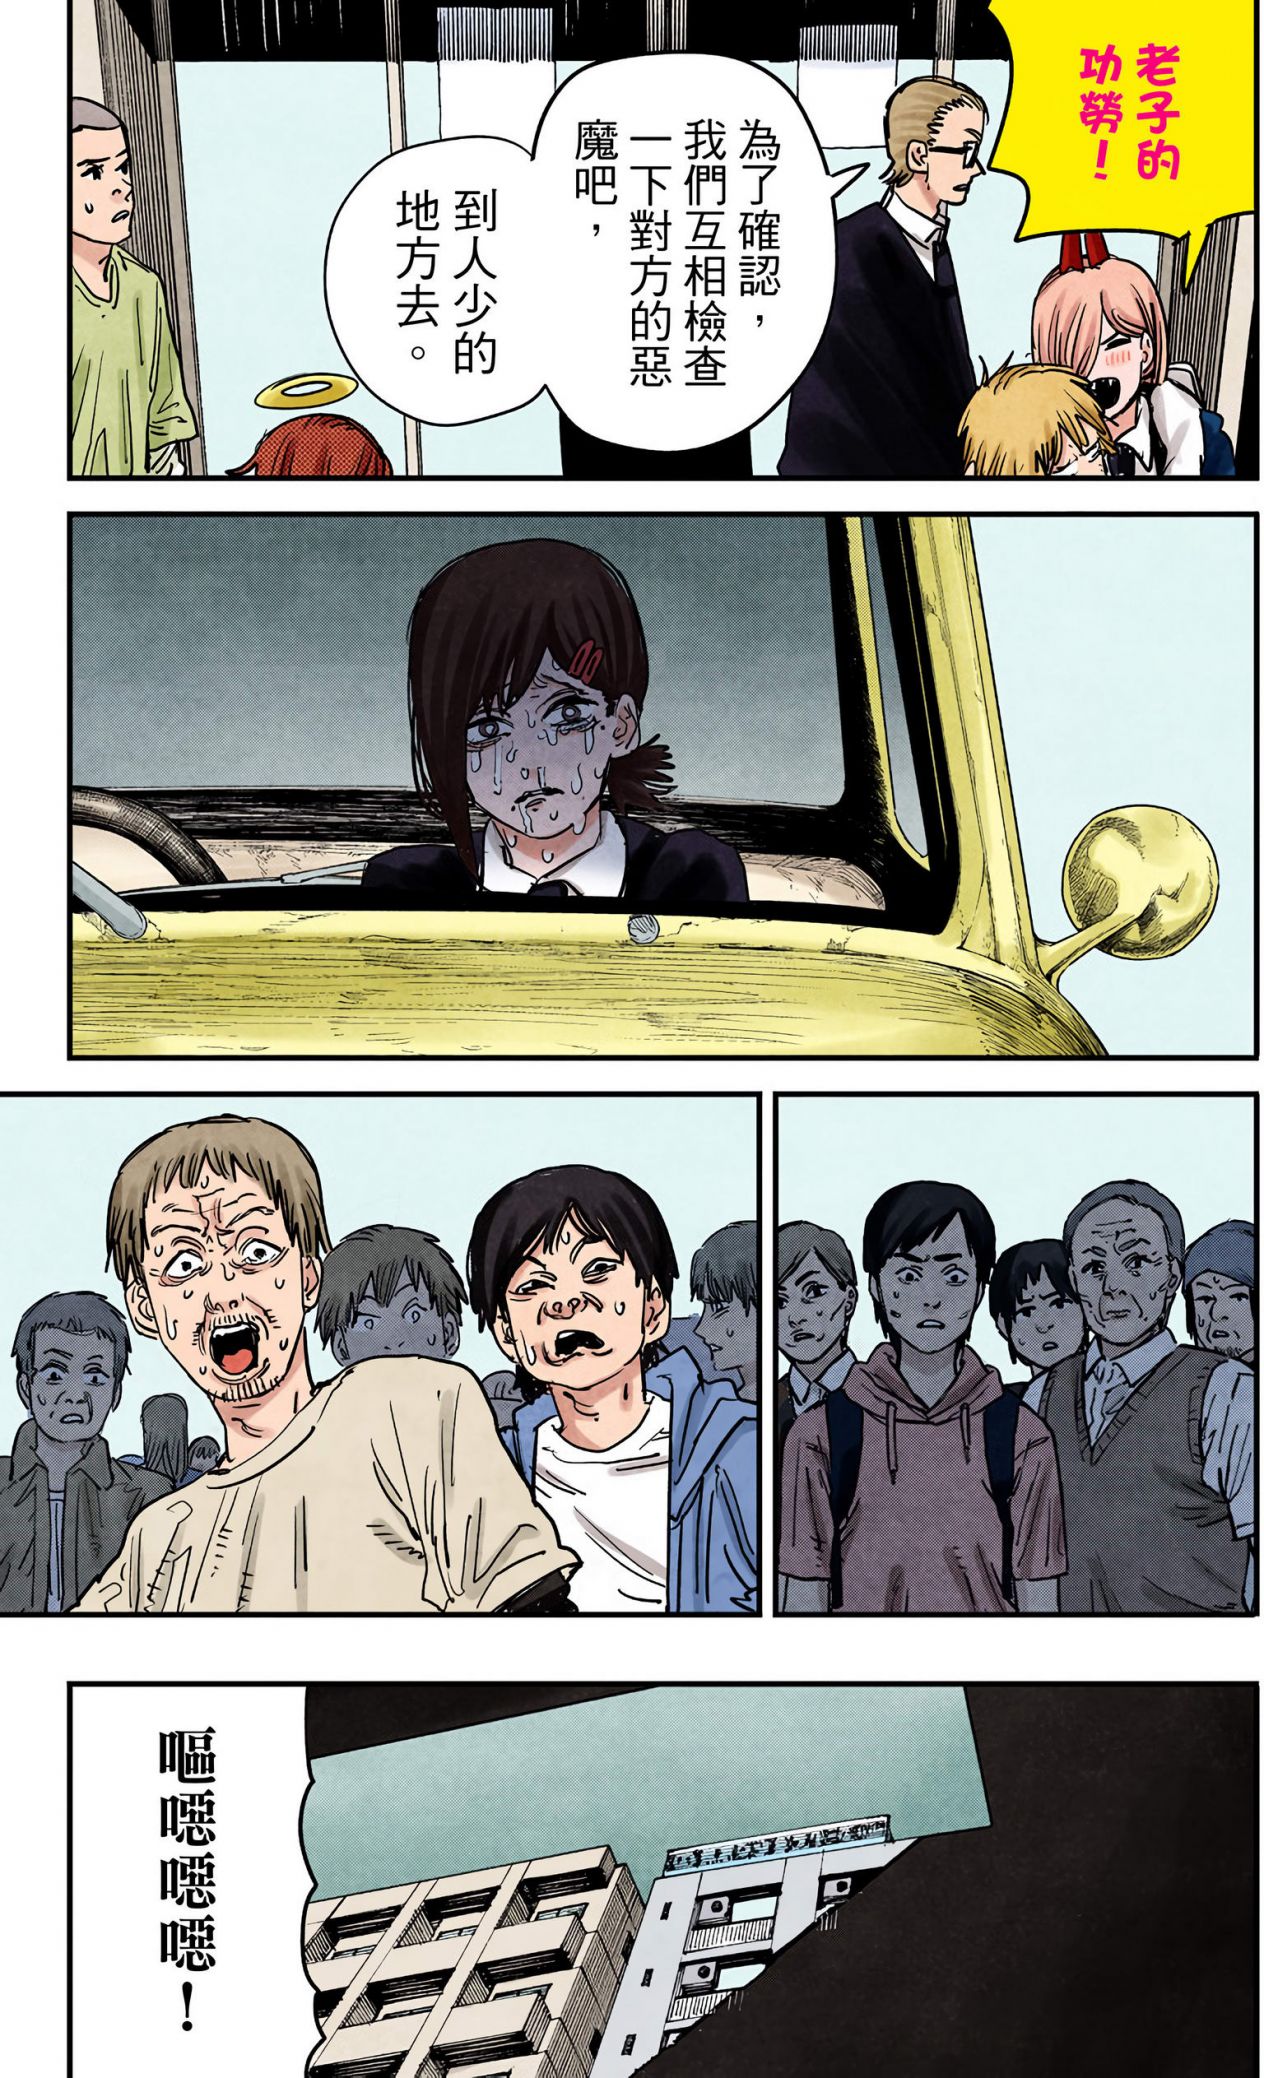 老子的
功勞！
為了確認，
我們互相檢查
一下對方的惡
魔吧，
到人少的
地方去。
嘔噁噁噁！